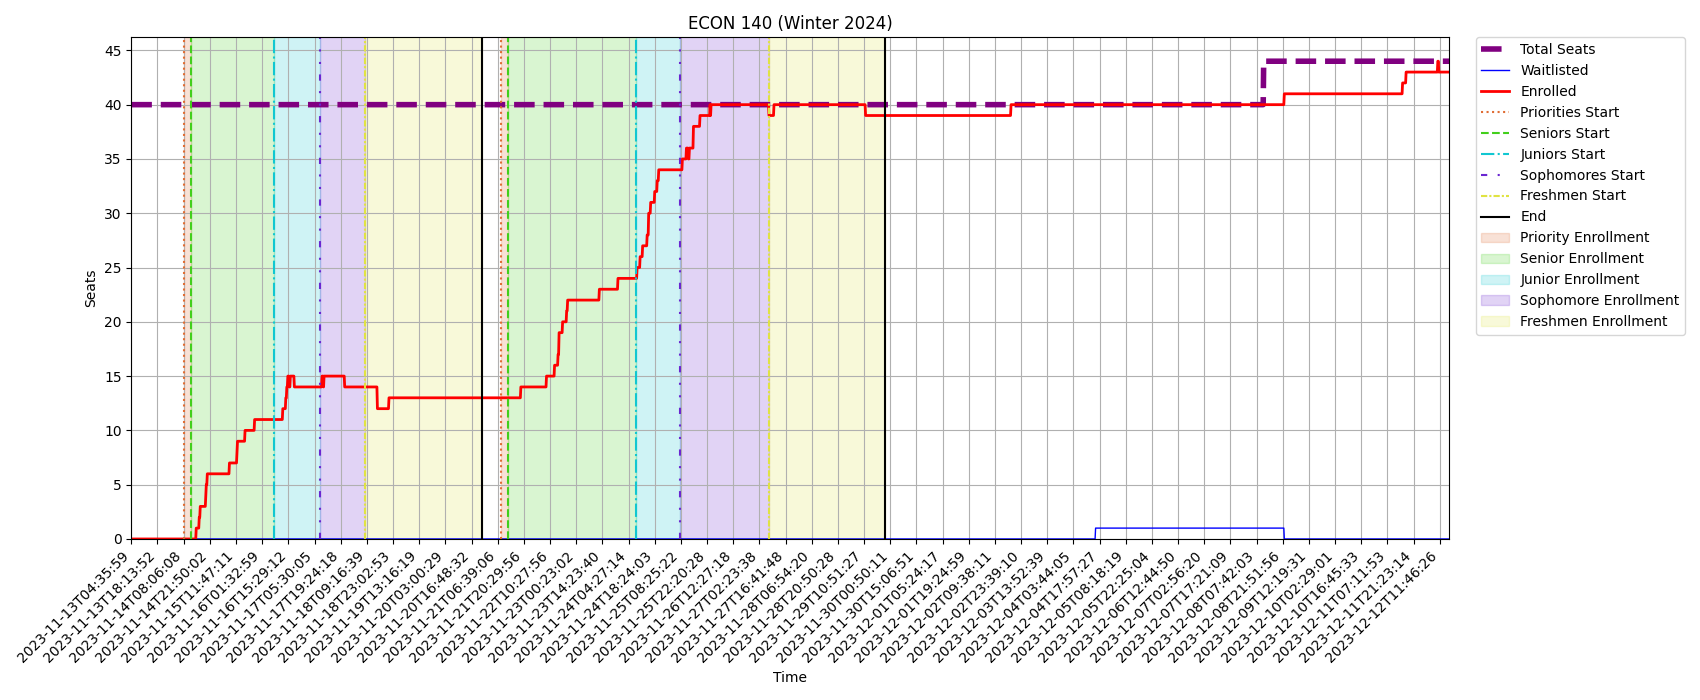 ECON 140 (Winter 2024)
Seats
45
40
35
30
25
20
15
10
5
0
2023-11-13T04:35:59
2023-11-13T18:13:52
2023-11-14T08:06:08
2023-11-14T21:50:02
2023-11-15T11:47:11
2023-11-16T01:32:59
2023-11-16T15:29:12
2023-11-17T05:30:05
2023-11-17T19:24:18
2023-11-18T09:16:39
2023-11-18T23:02:53
2023-11-19T13:16:19
2023-11-20T03:00:29
2023-11-20T16:48:32
2023-11-21T06:39:06
2023-11-21T20:29:56
2023-11-22T10:27:56
2023-11-23T00:23:02
2023-11-23T14:23:40
2023-11-24T04:27:14
2023-11-24T18:24:03
2023-11-25T08:25:22
2023-11-25T22:20:28
2023-11-26T12:27:18
2023-11-27T02:23:38
2023-11-27T16:41:48
2023-11-28T06:54:20
2023-11-28T20:50:28
2023-11-29T10:51:27
2023-11-30T00:50:11
2023-11-30T15:06:51
2023-12-01T05:24:17
2023-12-01T19:24:59
2023-12-02T09:38:11
2023-12-02T23:39:10
2023-12-03T13:52:39
2023-12-04T03:44:05
2023-12-04T17:57:27
2023-12-05T08:18:19
2023-12-05T22:25:04
2023-12-06T12:44:50
2023-12-07T02:56:20
2023-12-07T17:21:09
2023-12-08T07:42:03
2023-12-08T21:51:56
2023-12-09T12:19:31
2023-12-10T02:29:01
2023-12-10T16:45:33
2023-12-11T07:11:53
2023-12-11T21:23:14
2023-12-12T11:46:26
Time
Total Seats
Waitlisted
Enrolled
Priorities Start
Seniors Start
Juniors Start
Sophomores Start
Freshmen Start
End
Priority Enrollment
Senior Enrollment
Junior Enrollment
Sophomore Enrollment
Freshmen Enrollment